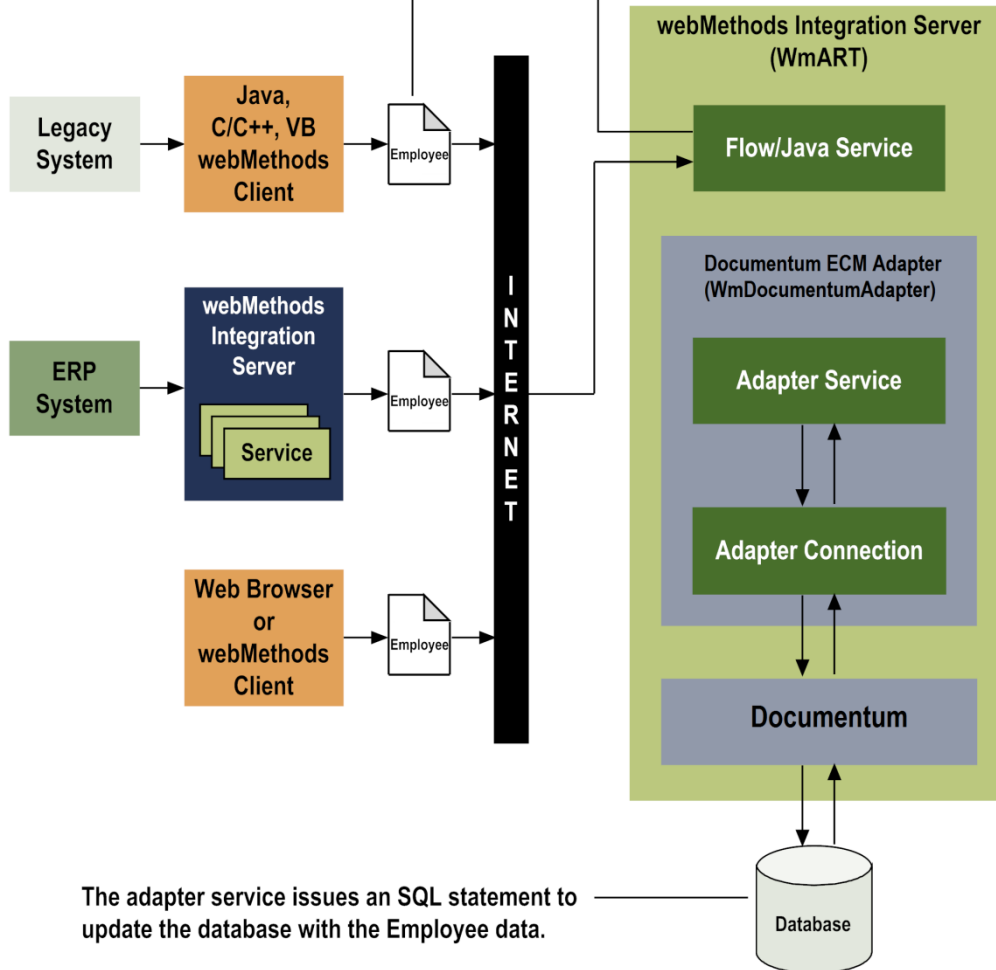 webMethods Integration Server
(WmART)
Legacy
System
Java,
C/C++, VB
webMethods
Client
Employee
Flow/Java Service
INTERNET
Documentum ECM Adapter
(WmDocumentumAdapter)
ERP
System
webMethods
Integration
Server
Service
Employee
Adapter Service
Adapter Connection
Web Browser
or
webMethods
Client
Employee
Documentum
The adapter service issues an SQL statement to
update the database with the Employee data.
Database